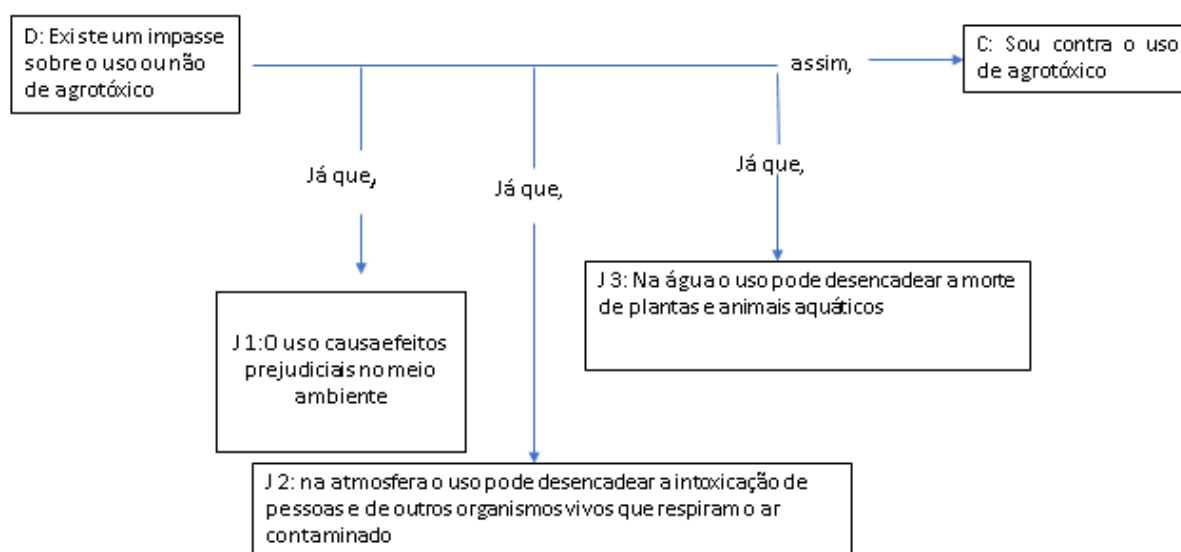 D: Existe um impasse
sobre o uso ou não
de agrotóxico
assim,
C: Sou contra o uso
de agrotóxico
Já que,
Já que,
Já que,
J 1:O uso causa efeitos
prejudiciais no meio
ambiente
J 2: na atmosfera o uso pode desencadear a intoxicação de
pessoas e de outros organismos vivos que respiram o ar
contaminado
J 3: Na água o uso pode desencadear a morte
de plantas e animais aquáticos